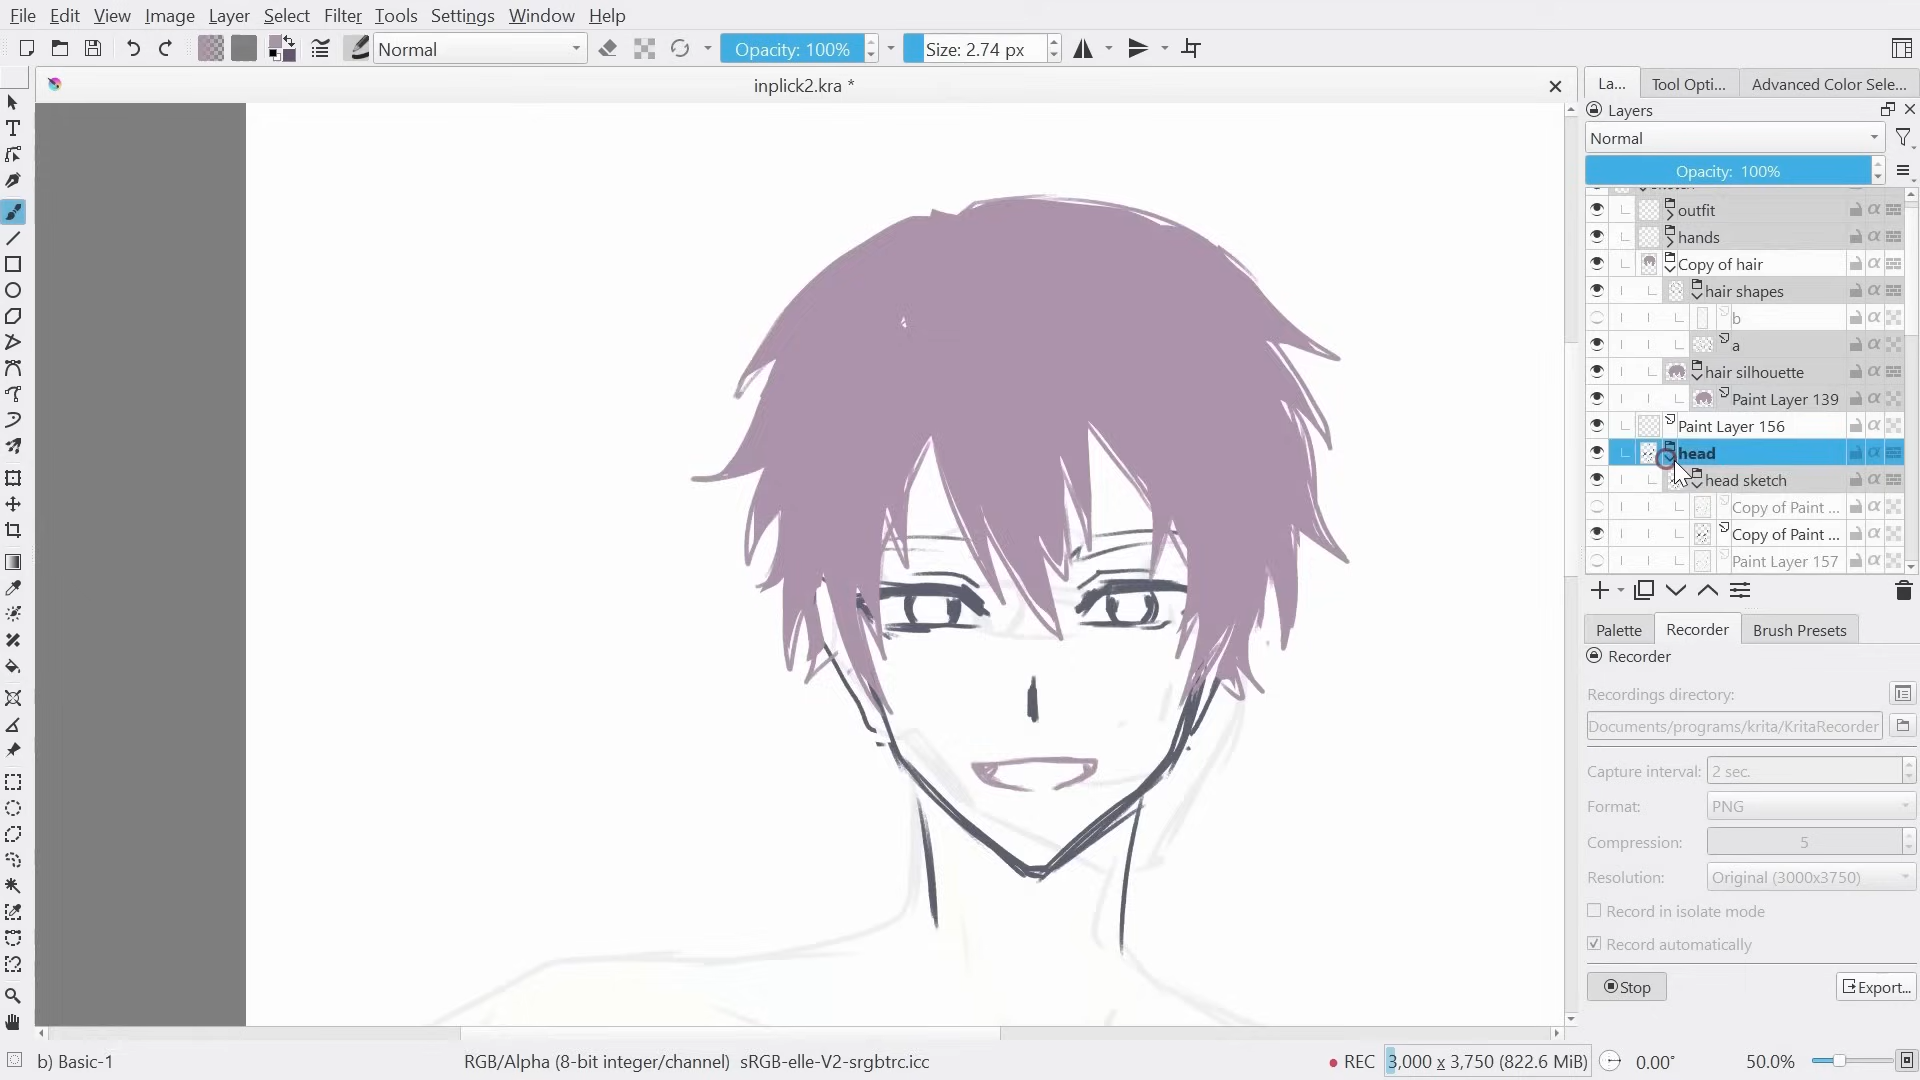 File Edit View Image Layer Select Filter Tools Settings Window Help
Normal Opacity: 100% Size: 2.74 px
inplick2.kra *
La... Tool Opti... Advanced Color Sele...
Layers
Normal
Opacity: 100%
outfit
hands
Copy of hair
hair shapes
b
a
hair silhouette
Paint Layer 139
Paint Layer 156
head
head sketch
Copy of Paint ...
Copy of Paint ...
Paint Layer 157
Palette Recorder Brush Presets
Recorder
Recordings directory:
Documents/programs/krita/KritaRecorder
Capture interval: 2 sec.
Format: PNG
Compression: 5
Resolution: Original (3000x3750)
Record in isolate mode
Record automatically
Stop Export...
b) Basic-1 RGB/Alpha (8-bit integer/channel) sRGB-elle-V2-srgbtrc.icc REC 3,000 x 3,750 (822.6 MiB) 0.00° 50.0%